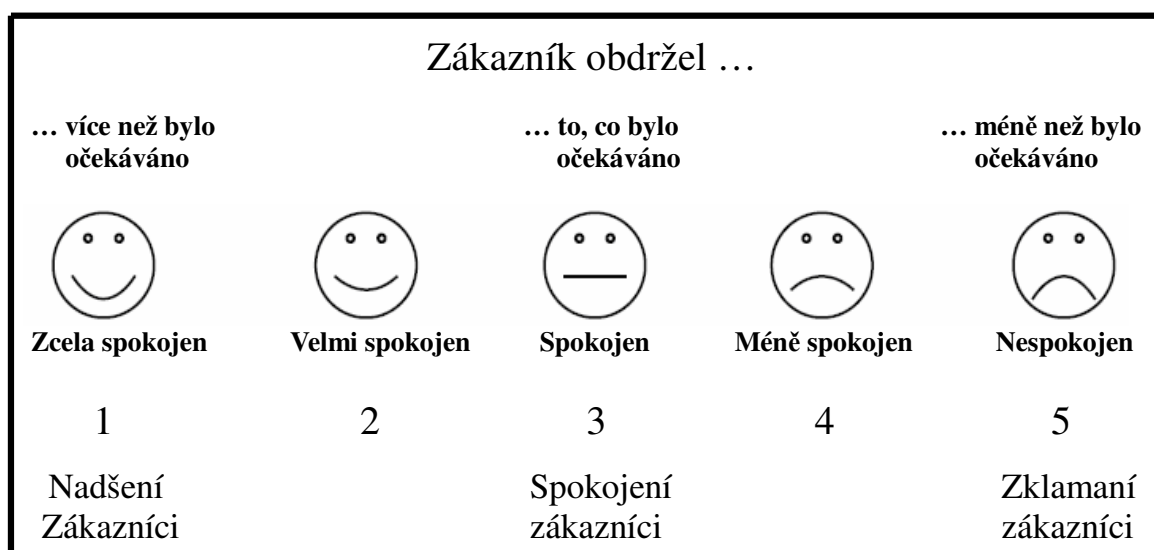 Zákazník obdržel …
… více než bylo
očekáváno
… to, co bylo
očekáváno
… méně než bylo
očekáváno
Zcela spokojen
Velmi spokojen
Spokojen
Méně spokojen
Nespokojen
1
2
3
4
5
Nadšení
Zákazníci
Spokojení
zákazníci
Zklamaní
zákazníci